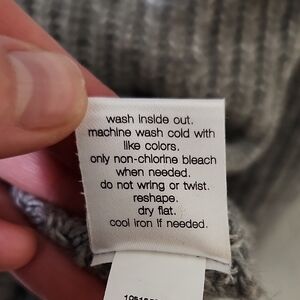 wash inside out.
machine wash cold with
like colors.
only non-chlorine bleach
when needed.
do not wring or twist.
reshape.
dry flat.
cool iron if needed.